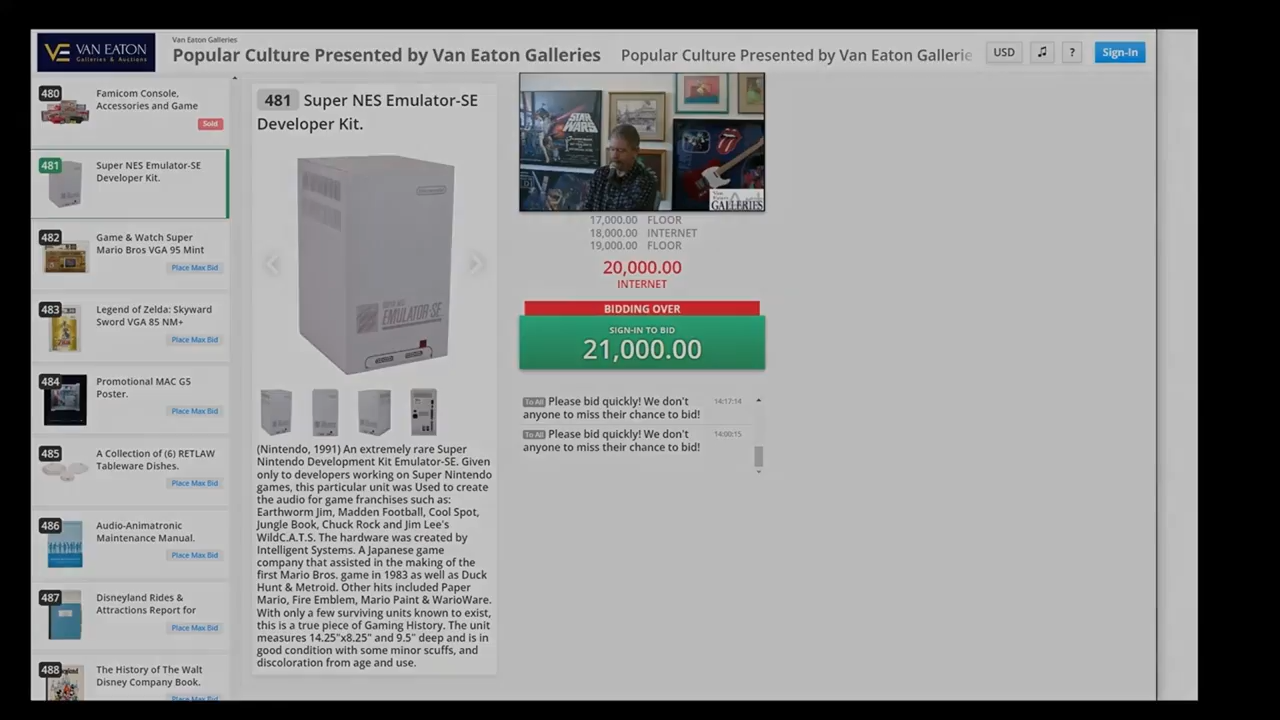 VE VAN EATON
Galleries & Auctions
Van Eaton Galleries
Popular Culture Presented by Van Eaton Galleries
Popular Culture Presented by Van Eaton Gallerie
USD
?
Sign-In
480
Famicom Console,
Accessories and Game
Sold
481
Super NES Emulator-SE
Developer Kit.
482
Game & Watch Super
Mario Bros VGA 95 Mint
Place Max Bid
483
Legend of Zelda: Skyward
Sword VGA 85 NM+
Place Max Bid
484
Promotional MAC G5
Poster.
Place Max Bid
485
A Collection of (6) RETLAW
Tableware Dishes.
Place Max Bid
486
Audio-Animatronic
Maintenance Manual.
Place Max Bid
487
Disneyland Rides &
Attractions Report for
Place Max Bid
488
The History of The Walt
Disney Company Book.
Place Max Bid
481 Super NES Emulator-SE
Developer Kit.
SUPER NES
EMULATOR-SE
(Nintendo, 1991) An extremely rare Super
Nintendo Development Kit Emulator-SE. Given
only to developers working on Super Nintendo
games, this particular unit was Used to create
the audio for game franchises such as:
Earthworm Jim, Madden Football, Cool Spot,
Jungle Book, Chuck Rock and Jim Lee's
WildC.A.T.S. The hardware was created by
Intelligent Systems. A Japanese game
company that assisted in the making of the
first Mario Bros. game in 1983 as well as Duck
Hunt & Metroid. Other hits included Paper
Mario, Fire Emblem, Mario Paint & WarioWare.
With only a few surviving units known to exist,
this is a true piece of Gaming History. The unit
measures 14.25"x8.25" and 9.5" deep and is in
good condition with some minor scuffs, and
discoloration from age and use.
STAR
WARS
GALLERIES
17,000.00 FLOOR
18,000.00 INTERNET
19,000.00 FLOOR
20,000.00
INTERNET
BIDDING OVER
SIGN-IN TO BID
21,000.00
To All Please bid quickly! We don't 14:17:14
anyone to miss their chance to bid!
To All Please bid quickly! We don't 14:00:15
anyone to miss their chance to bid!